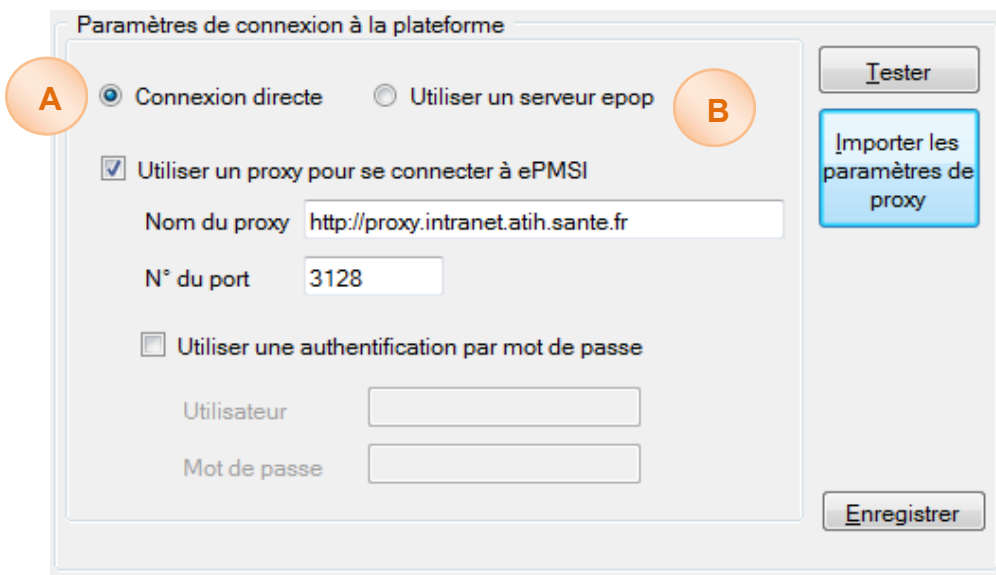 Paramètres de connexion à la plateforme
Tester
A Connexion directe Utiliser un serveur epop B
Importer les
paramètres de
proxy
Utiliser un proxy pour se connecter à ePMSI
Nom du proxy http://proxy.intranet.atih.sante.fr
N° du port 3128
Utiliser une authentification par mot de passe
Utilisateur
Mot de passe
Enregistrer